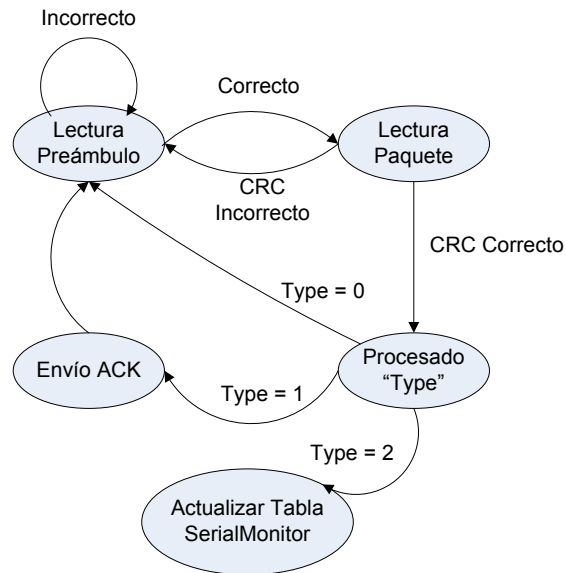 Incorrecto
Correcto
Lectura
Preámbulo
Lectura
Paquete
CRC
Incorrecto
CRC Correcto
Type = 0
Envío ACK
Procesado
“Type”
Type = 1
Type = 2
Actualizar Tabla
SerialMonitor